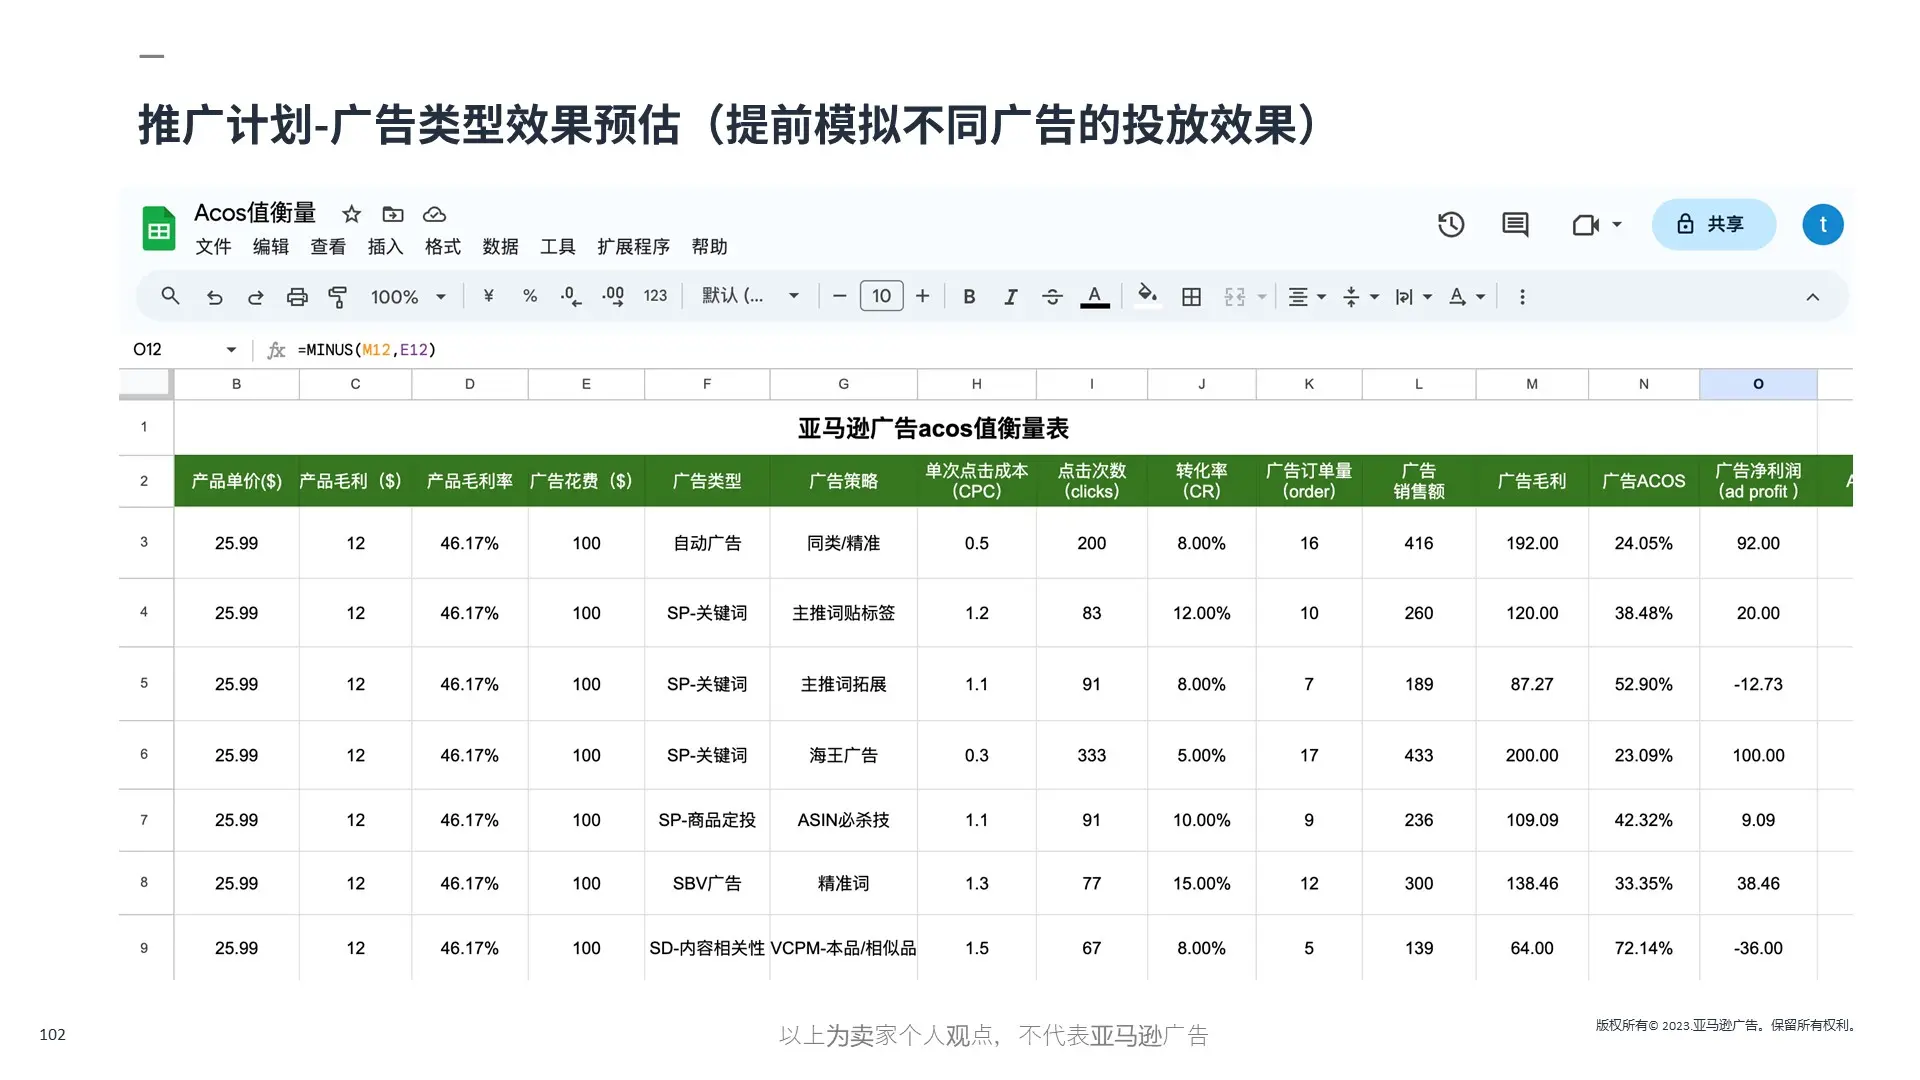 推广计划-广告类型效果预估（提前模拟不同广告的投放效果）
Acos值衡量
文件 编辑 查看 插入 格式 数据 工具 扩展程序 帮助
共享
t
100% ¥ % .0 .00 123 默认 (... 10 B I A A
O12 fx =MINUS(M12,E12)
B C D E F G H I J K L M N O
1 亚马逊广告acos值衡量表
2 产品单价($) 产品毛利（$） 产品毛利率 广告花费（$） 广告类型 广告策略 单次点击成本（CPC） 点击次数（clicks） 转化率（CR） 广告订单量（order） 广告销售额 广告毛利 广告ACOS 广告净利润（ad profit ）
3 25.99 12 46.17% 100 自动广告 同类/精准 0.5 200 8.00% 16 416 192.00 24.05% 92.00
4 25.99 12 46.17% 100 SP-关键词 主推词贴标签 1.2 83 12.00% 10 260 120.00 38.48% 20.00
5 25.99 12 46.17% 100 SP-关键词 主推词拓展 1.1 91 8.00% 7 189 87.27 52.90% -12.73
6 25.99 12 46.17% 100 SP-关键词 海王广告 0.3 333 5.00% 17 433 200.00 23.09% 100.00
7 25.99 12 46.17% 100 SP-商品定投 ASIN必杀技 1.1 91 10.00% 9 236 109.09 42.32% 9.09
8 25.99 12 46.17% 100 SBV广告 精准词 1.3 77 15.00% 12 300 138.46 33.35% 38.46
9 25.99 12 46.17% 100 SD-内容相关性 VCPM-本品/相似品 1.5 67 8.00% 5 139 64.00 72.14% -36.00
102
以上为卖家个人观点，不代表亚马逊广告
版权所有© 2023.亚马逊广告。保留所有权利。